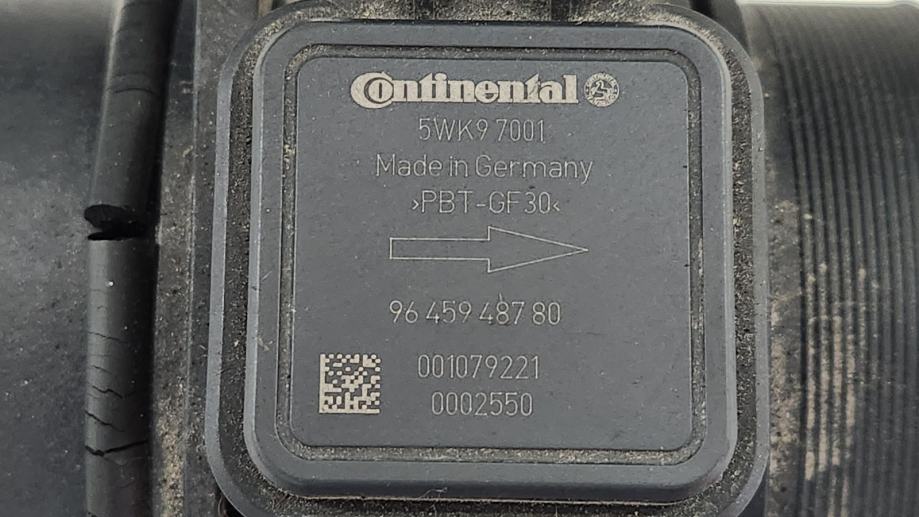 Continental
5WK9 7001
Made in Germany
>PBT-GF30<
96 459 487 80
001079221
0002550